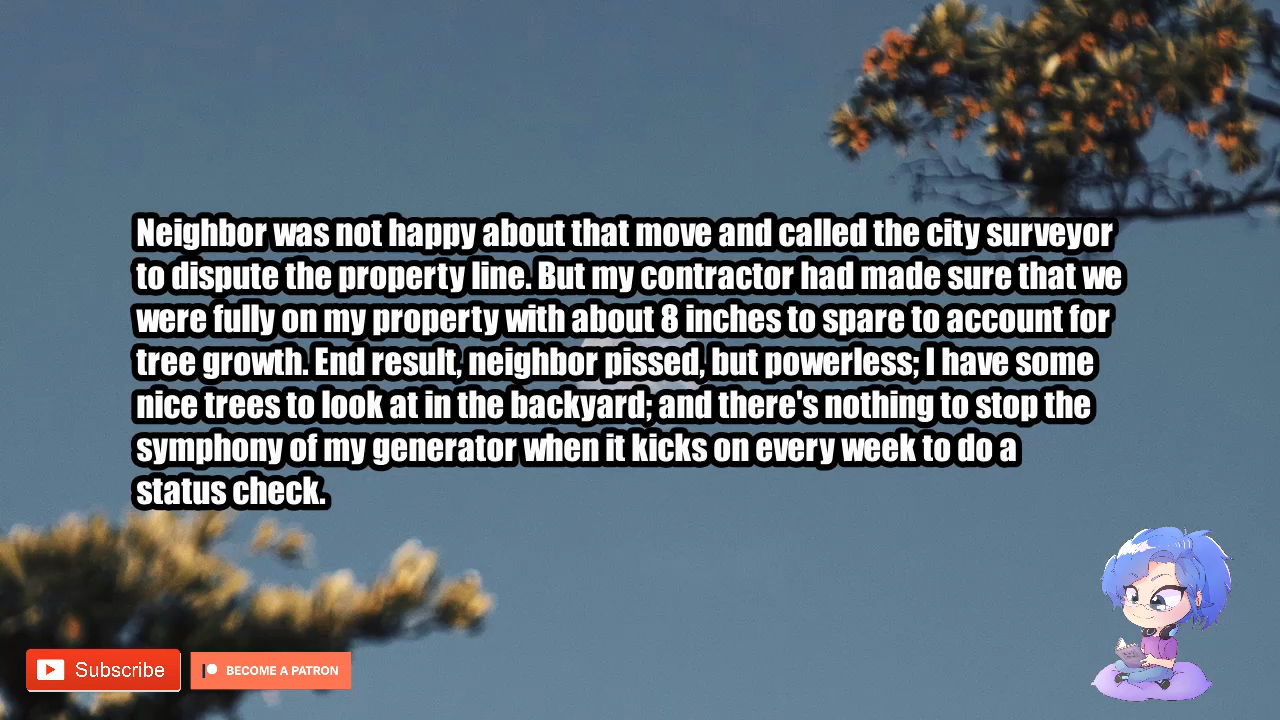 Neighbor was not happy about that move and called the city surveyor
to dispute the property line. But my contractor had made sure that we
were fully on my property with about 8 inches to spare to account for
tree growth. End result, neighbor pissed, but powerless; I have some
nice trees to look at in the backyard; and there's nothing to stop the
symphony of my generator when it kicks on every week to do a
status check.
Subscribe
BECOME A PATRON